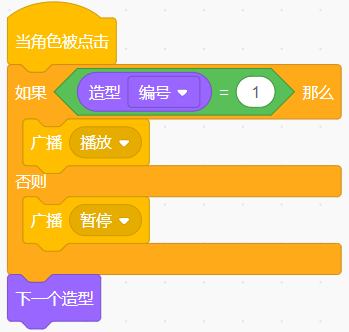 当角色被点击
如果 造型 编号 = 1 那么
广播 播放
否则
广播 暂停
下一个造型